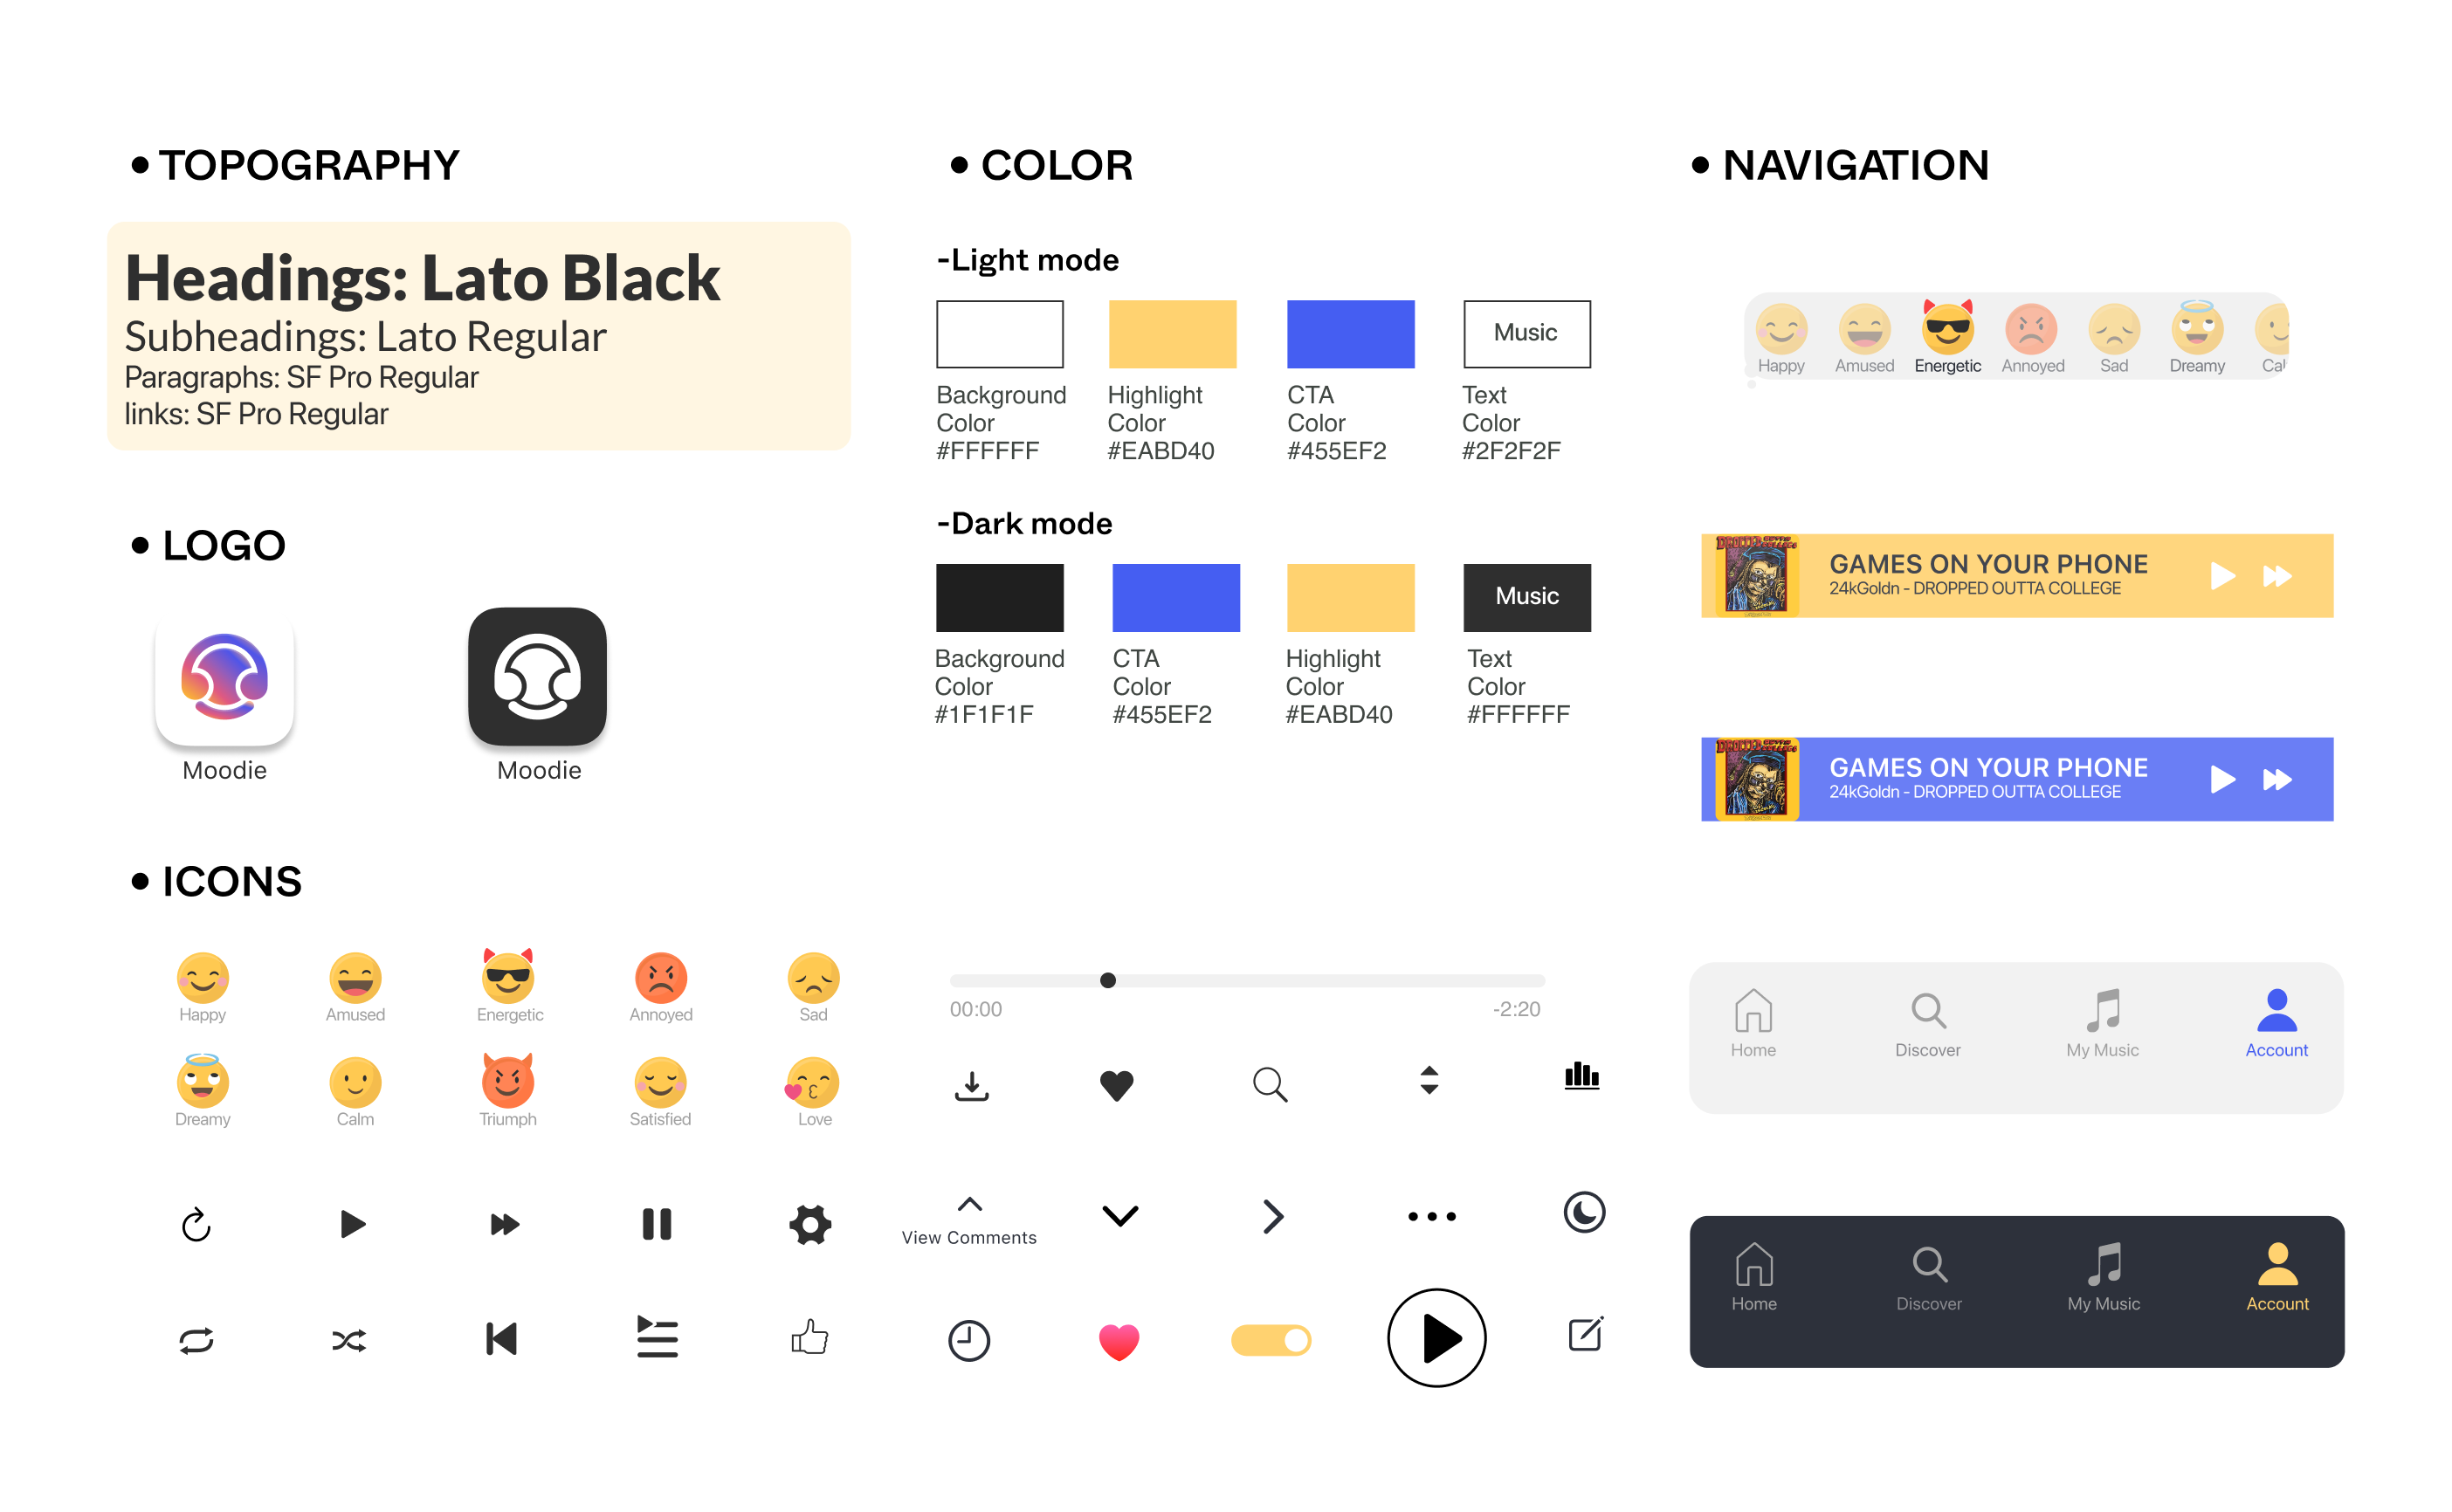 • TOPOGRAPHY
Headings: Lato Black
Subheadings: Lato Regular
Paragraphs: SF Pro Regular
links: SF Pro Regular
• LOGO
Moodie
Moodie
• ICONS
Happy
Amused
Energetic
Annoyed
Sad
Dreamy
Calm
Triumph
Satisfied
Love
• COLOR
-Light mode
Background
Color
#FFFFFF
Highlight
Color
#EABD40
CTA
Color
#455EF2
Music
Text
Color
#2F2F2F
-Dark mode
Background
Color
#1F1F1F
CTA
Color
#455EF2
Highlight
Color
#EABD40
Music
Text
Color
#FFFFFF
00:00
-2:20
View Comments
• NAVIGATION
Happy
Amused
Energetic
Annoyed
Sad
Dreamy
Cal
GAMES ON YOUR PHONE
24kGoldn - DROPPED OUTTA COLLEGE
GAMES ON YOUR PHONE
24kGoldn - DROPPED OUTTA COLLEGE
Home
Discover
My Music
Account
Home
Discover
My Music
Account